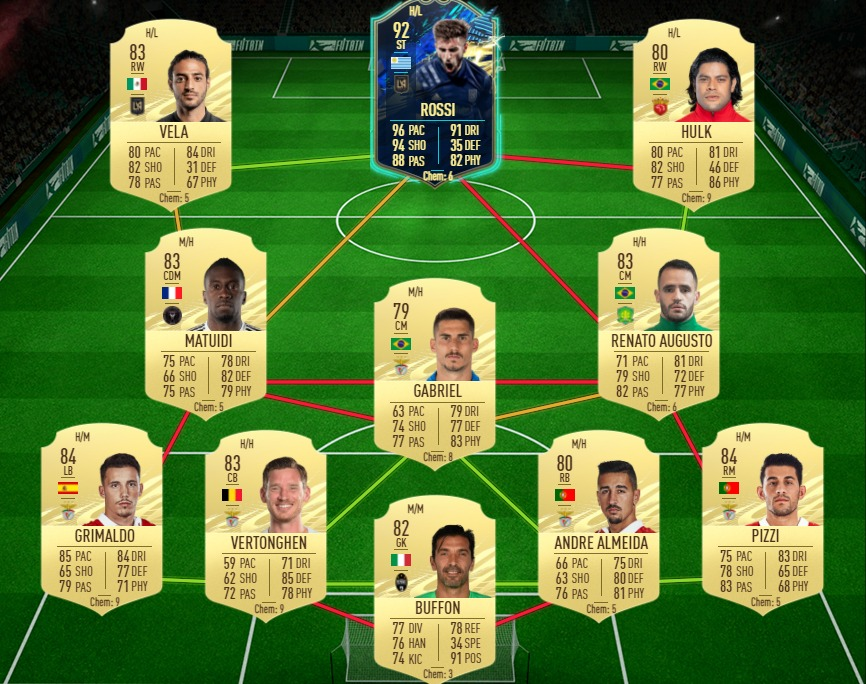 H/L
83
RW
VELA
80 PAC 84 DRI
82 SHO 31 DEF
78 PAS 67 PHY
Chem: 5
H/L
92
ST
ROSSI
96 PAC 91 DRI
94 SHO 35 DEF
88 PAS 82 PHY
Chem: 6
H/L
80
RW
HULK
80 PAC 81 DRI
82 SHO 46 DEF
77 PAS 86 PHY
Chem: 9
M/H
83
CDM
MATUIDI
75 PAC 78 DRI
66 SHO 82 DEF
75 PAS 79 PHY
Chem: 5
M/H
79
CM
GABRIEL
63 PAC 79 DRI
74 SHO 77 DEF
77 PAS 83 PHY
Chem: 8
H/H
83
CM
RENATO AUGUSTO
71 PAC 81 DRI
79 SHO 72 DEF
82 PAS 77 PHY
Chem: 6
H/M
84
LB
GRIMALDO
85 PAC 84 DRI
65 SHO 77 DEF
79 PAS 71 PHY
Chem: 9
H/H
83
CB
VERTONGHEN
59 PAC 71 DRI
62 SHO 85 DEF
72 PAS 78 PHY
Chem: 9
M/M
82
GK
BUFFON
77 DIV 78 REF
76 HAN 34 SPE
74 KIC 91 POS
Chem: 3
M/H
80
RB
ANDRE ALMEIDA
66 PAC 75 DRI
63 SHO 80 DEF
76 PAS 81 PHY
Chem: 5
H/M
84
RM
PIZZI
75 PAC 83 DRI
78 SHO 65 DEF
83 PAS 68 PHY
Chem: 5